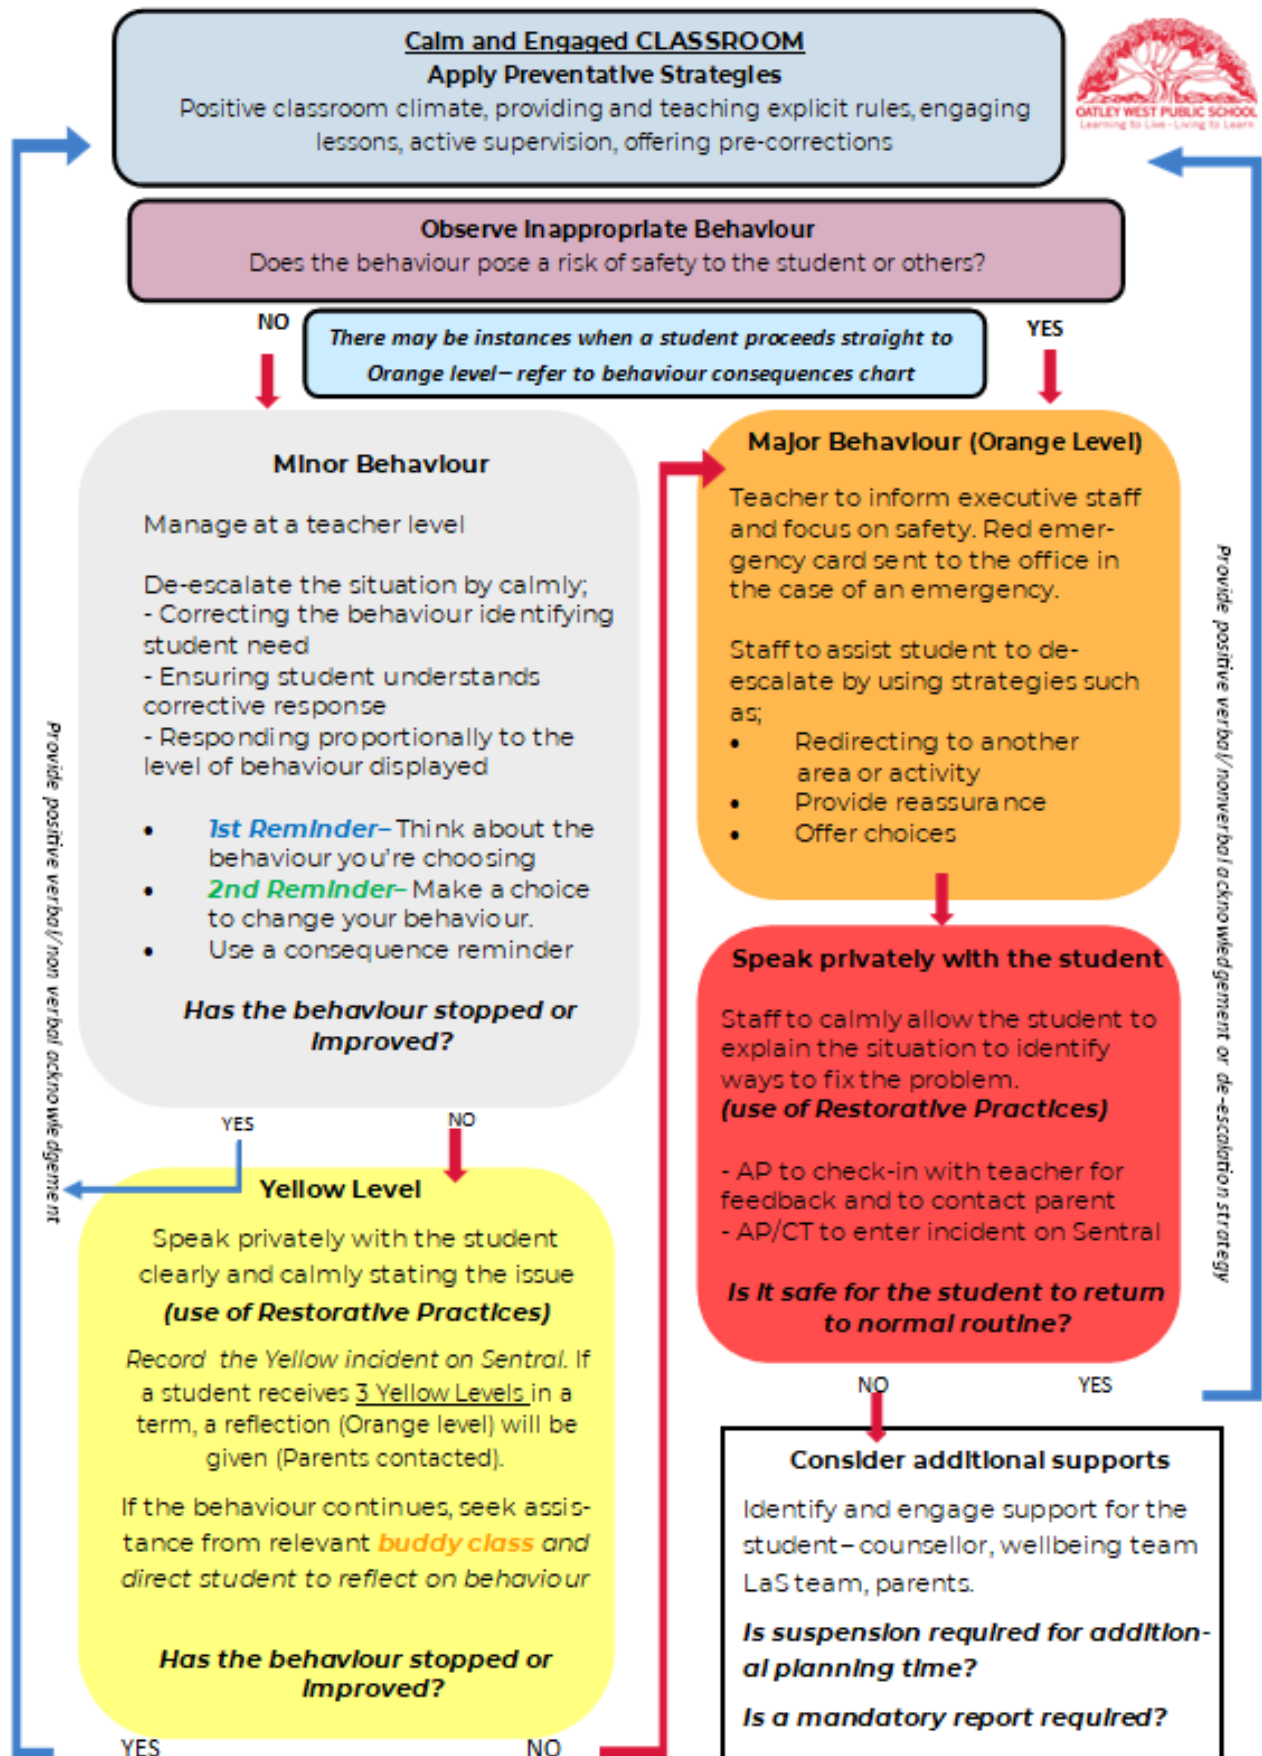 Calm and Engaged CLASSROOM
Apply Preventative Strategies
Positive classroom climate, providing and teaching explicit rules, engaging
lessons, active supervision, offering pre-corrections
OATLEY WEST PUBLIC SCHOOL
Learning to Live - Living to Learn
Observe Inappropriate Behaviour
Does the behaviour pose a risk of safety to the student or others?
NO
There may be instances when a student proceeds straight to
Orange level– refer to behaviour consequences chart
YES
Minor Behaviour
Manage at a teacher level
De-escalate the situation by calmly;
- Correcting the behaviour identifying
student need
- Ensuring student understands
corrective response
- Responding proportionally to the
level of behaviour displayed
• 1st Reminder– Think about the
behaviour you're choosing
• 2nd Reminder– Make a choice
to change your behaviour.
• Use a consequence reminder
Has the behaviour stopped or
Improved?
YES
NO
Provide positive verbal/non verbal acknowledgement
Yellow Level
Speak privately with the student
clearly and calmly stating the issue
(use of Restorative Practices)
Record the Yellow incident on Sentral. If
a student receives 3 Yellow Levels in a
term, a reflection (Orange level) will be
given (Parents contacted).
If the behaviour continues, seek assis-
tance from relevant buddy class and
direct student to reflect on behaviour
Has the behaviour stopped or
Improved?
YES
NO
Major Behaviour (Orange Level)
Teacher to inform executive staff
and focus on safety. Red emer-
gency card sent to the office in
the case of an emergency.
Staff to assist student to de-
escalate by using strategies such
as;
• Redirecting to another
area or activity
• Provide reassurance
• Offer choices
Speak privately with the student
Staff to calmly allow the student to
explain the situation to identify
ways to fix the problem.
(use of Restorative Practices)
- AP to check-in with teacher for
feedback and to contact parent
- AP/CT to enter incident on Sentral
Is it safe for the student to return
to normal routine?
NO
YES
Provide positive verbal/nonverbal acknowledgement or de-escalation strategy
Consider additional supports
Identify and engage support for the
student– counsellor, wellbeing team
LaS team, parents.
Is suspension required for addition-
al planning time?
Is a mandatory report required?